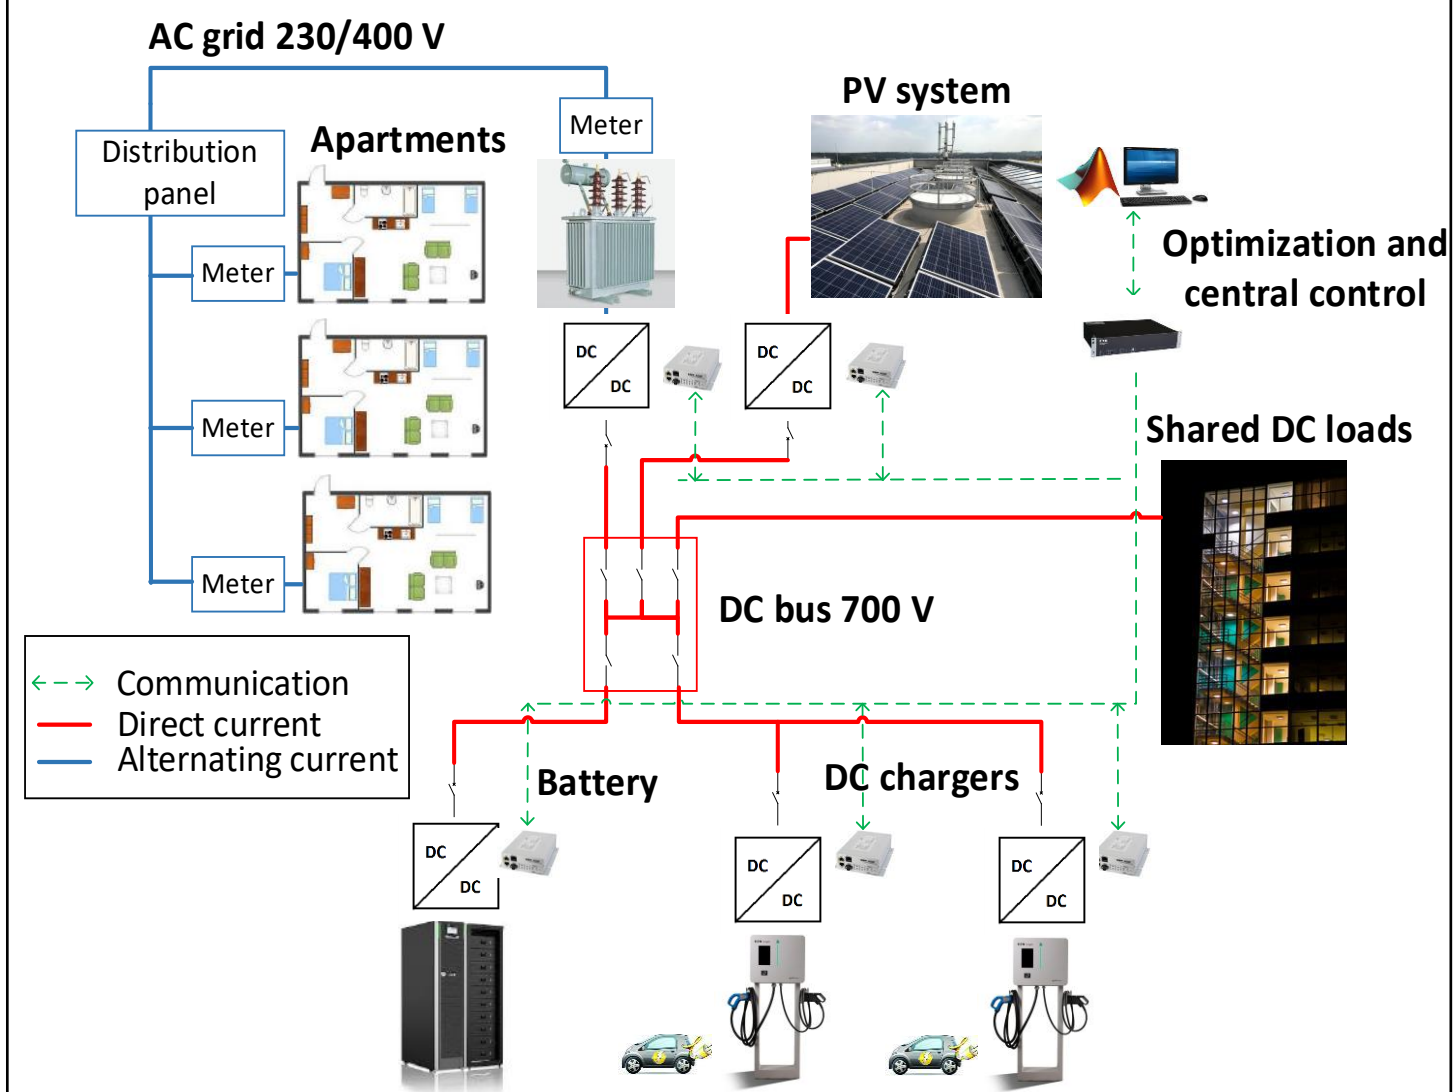 AC grid 230/400 V
PV system
Meter
Apartments
Distribution
panel
Optimization and
central control
Meter
DC
DC
DC
DC
Meter
Shared DC loads
Meter
DC bus 700 V
Communication
Direct current
Alternating current
Battery
DC chargers
DC
DC
DC
DC
DC
DC